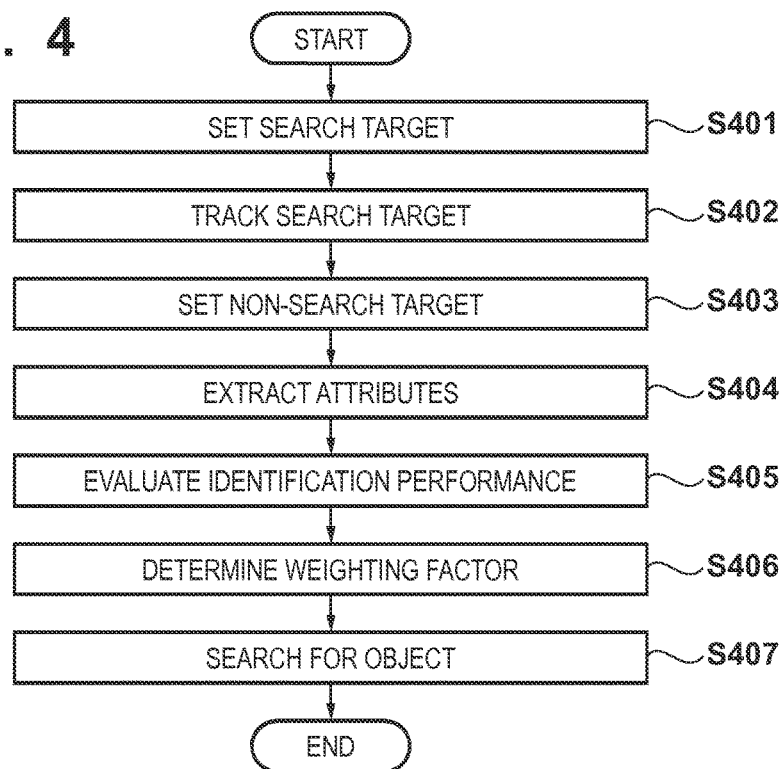 . 4
START
SET SEARCH TARGET
S401
TRACK SEARCH TARGET
S402
SET NON-SEARCH TARGET
S403
EXTRACT ATTRIBUTES
S404
EVALUATE IDENTIFICATION PERFORMANCE
S405
DETERMINE WEIGHTING FACTOR
S406
SEARCH FOR OBJECT
S407
END